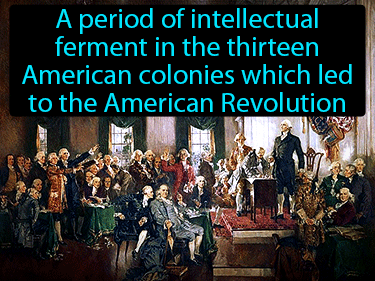 A period of intellectual
ferment in the thirteen
American colonies which led
to the American Revolution